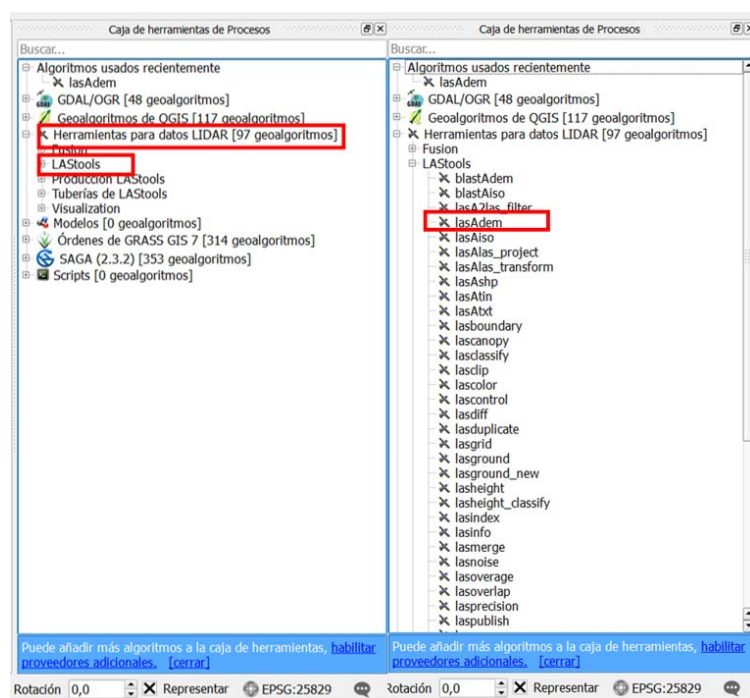 Caja de herramientas de Procesos
Buscar...
Algoritmos usados recientemente
lasAdem
GDAL/OGR [48 geoalgoritmos]
Geoalgoritmos de QGIS [117 geoalgoritmos]
Herramientas para datos LIDAR [97 geoalgoritmos]
Fusion
LAStools
Producción LAStools
Tuberías de LAStools
Visualization
Modelos [0 geoalgoritmos]
Órdenes de GRASS GIS 7 [314 geoalgoritmos]
SAGA (2.3.2) [353 geoalgoritmos]
Scripts [0 geoalgoritmos]
Puede añadir más algoritmos a la caja de herramientas, habilitar
proveedores adicionales. [cerrar]
Rotación 0,0 Representar EPSG:25829
Caja de herramientas de Procesos
Buscar...
Algoritmos usados recientemente
lasAdem
GDAL/OGR [48 geoalgoritmos]
Geoalgoritmos de QGIS [117 geoalgoritmos]
Herramientas para datos LIDAR [97 geoalgoritmos]
Fusion
LAStools
blastAdem
blastAiso
lasA2las_filter
lasAdem
lasAiso
lasAlas_project
lasAlas_transform
lasAshp
lasAtin
lasAtxt
lasboundary
lascanopy
lasclassify
lasclip
lascolor
lascontrol
lasdiff
lasduplicate
lasgrid
lasground
lasground_new
lasheight
lasheight_classify
lasindex
lasinfo
lasmerge
lasnoise
lasoverage
lasoverlap
lasprecision
laspublish
Puede añadir más algoritmos a la caja de herramientas, habilitar
proveedores adicionales. [cerrar]
Rotación 0,0 Representar EPSG:25829